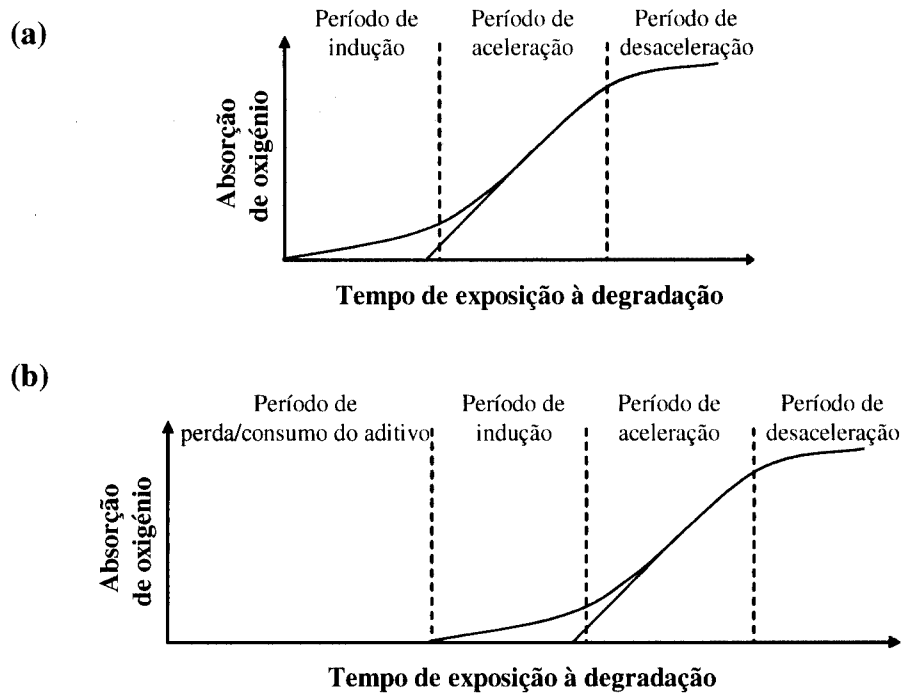 (a)
Período de
indução
Período de
aceleração
Período de
desaceleração
Absorção
de oxigénio
Tempo de exposição à degradação
(b)
Período de
perda/consumo do aditivo
Período de
indução
Período de
aceleração
Período de
desaceleração
Absorção
de oxigénio
Tempo de exposição à degradação